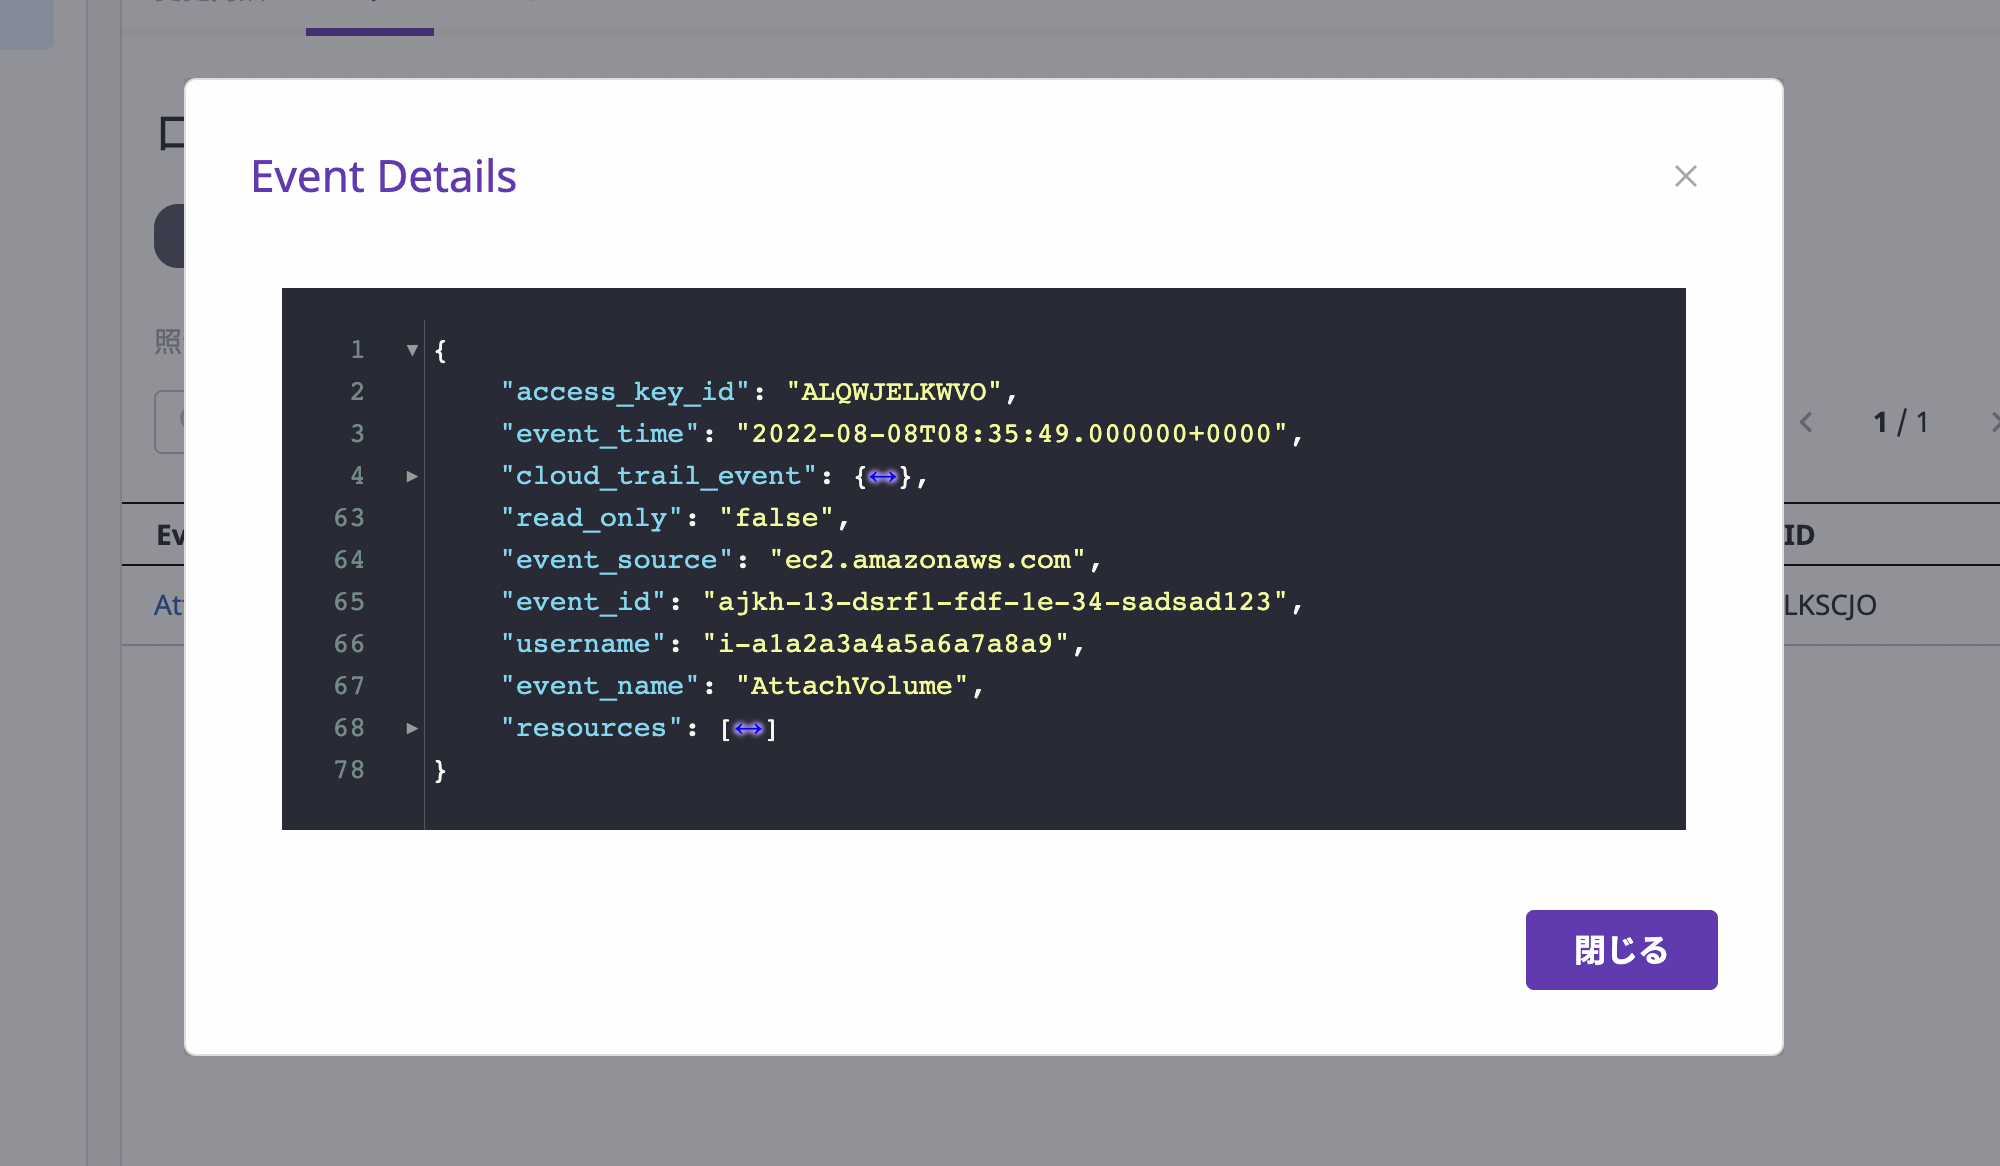 Event Details
1 {
2 "access_key_id": "ALQWJELKWVO",
3 "event_time": "2022-08-08T08:35:49.000000+0000",
4 "cloud_trail_event": {↔},
63 "read_only": "false",
64 "event_source": "ec2.amazonaws.com",
65 "event_id": "ajkh-13-dsrf1-fdf-1e-34-sadsad123",
66 "username": "i-a1a2a3a4a5a6a7a8a9",
67 "event_name": "AttachVolume",
68 "resources": [↔]
78 }
閉じる
照
1 / 1
Ev
ID
At
LKSCJO